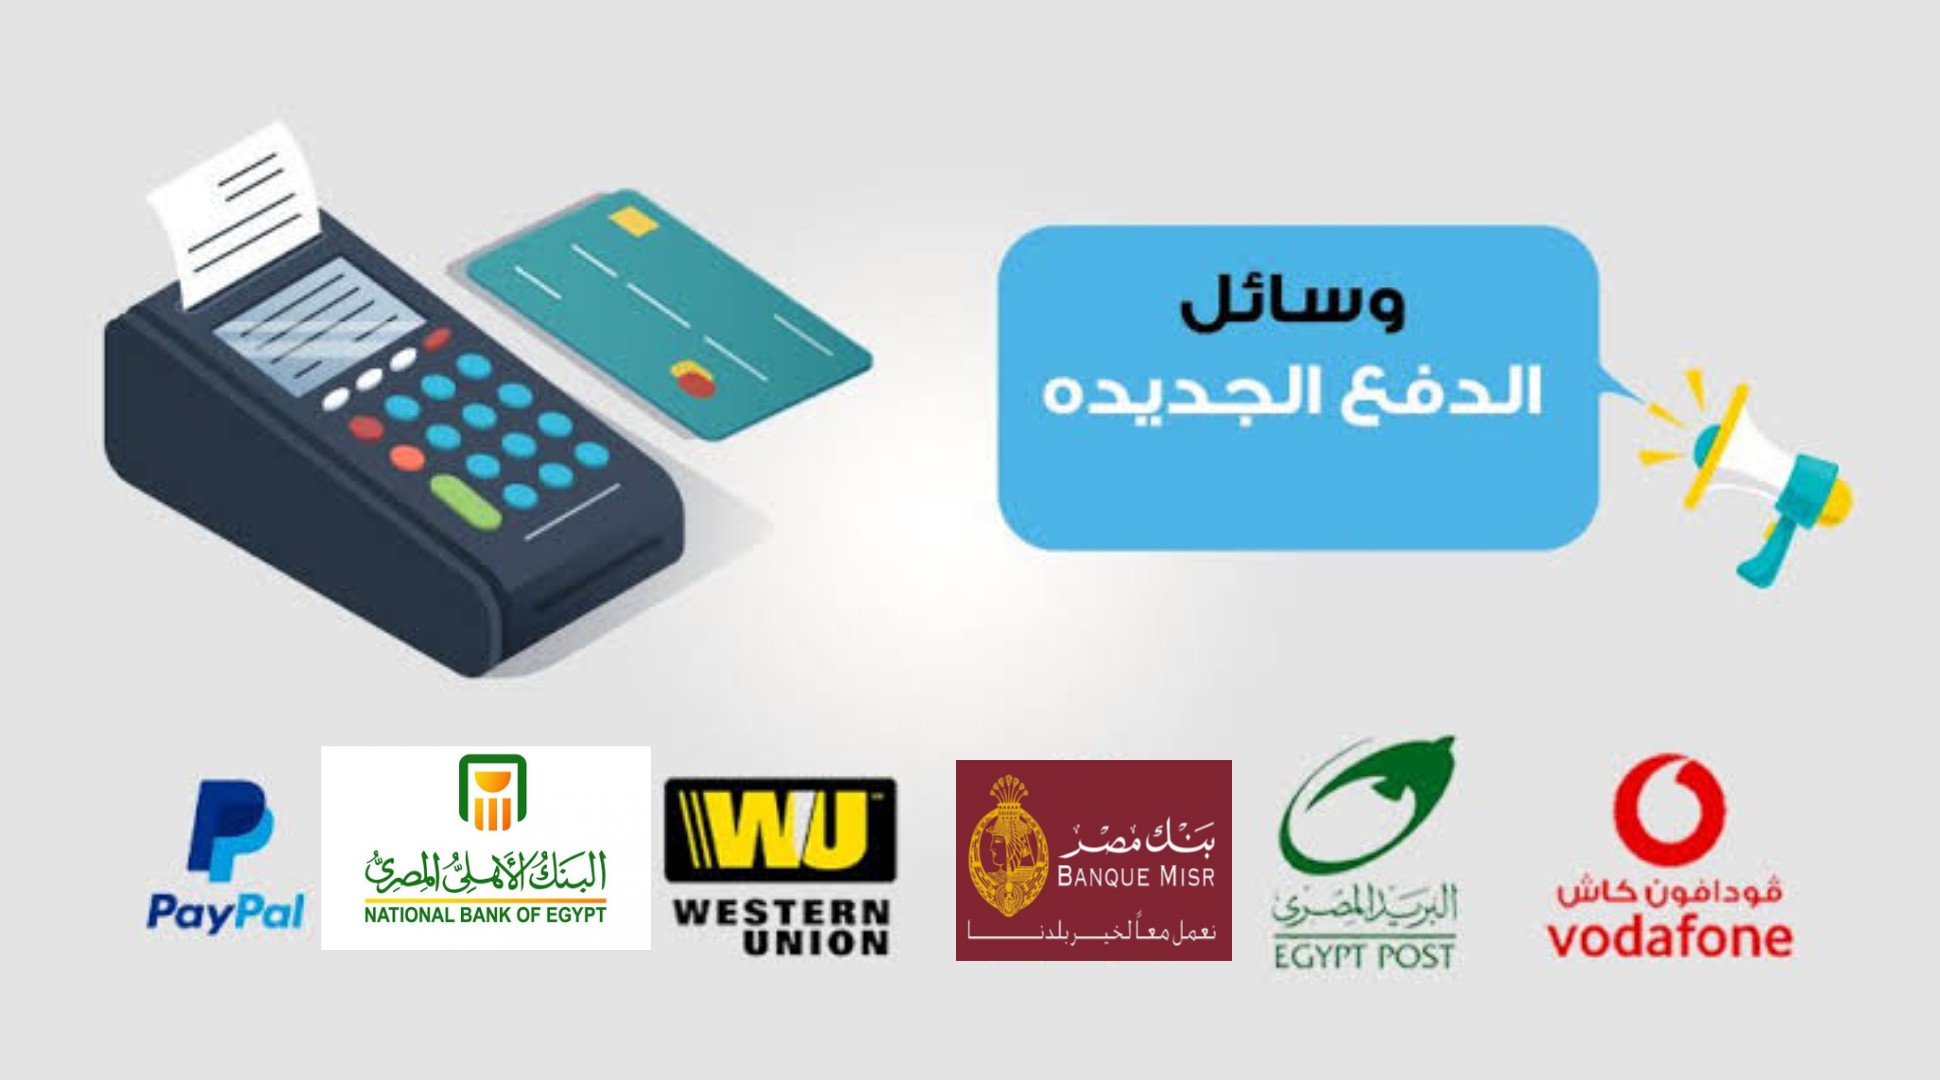 وسائل
الدفع الجديده
PayPal
البنك الأهلي المصري
NATIONAL BANK OF EGYPT
WU
WESTERN
UNION
بنك مصر
BANQUE MISR
نعمل معاً لخير بلدنا
البريد المصرى
EGYPT POST
ڤودافون كاش
vodafone